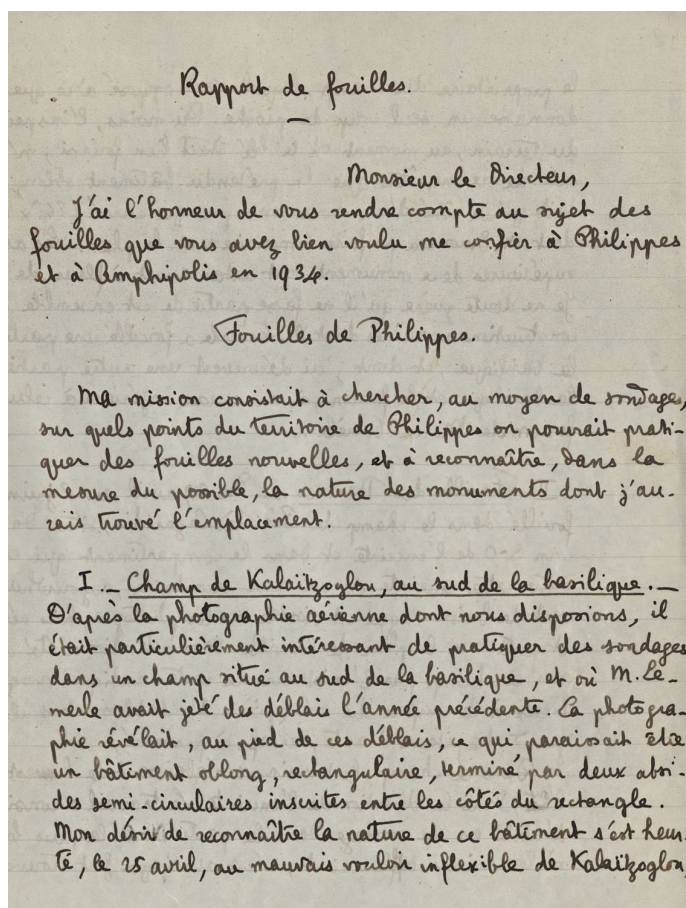 Rapport de fouilles.
Monsieur le Directeur,
J'ai l'honneur de vous rendre compte au sujet des
fouilles que vous avez bien voulu me confier à Philippes
et à Amphipolis en 1934.
Fouilles de Philippes.
Ma mission consistait à chercher, au moyen de sondages,
sur quels points du territoire de Philippes on pourrait prati-
quer des fouilles nouvelles, et à reconnaître, dans la
mesure du possible, la nature des monuments dont j'au-
rais trouvé l'emplacement.
I._ Champ de Kalaïtzoglou, au sud de la basilique._
D'après la photographie aérienne dont nous disposions, il
était particulièrement intéressant de pratiquer des sondages
dans un champ situé au sud de la basilique, et où M. Le-
merle avait jeté des déblais l'année précédente. La photogra-
phie révélait, au pied de ces déblais, ce qui paraissait être
un bâtiment oblong, rectangulaire, terminé par deux absi-
des semi-circulaires inscrites entre les côtés du rectangle.
Mon désir de reconnaître la nature de ce bâtiment s'est heur-
té, le 25 avril, au mauvais vouloir inflexible de Kalaïtzoglou,